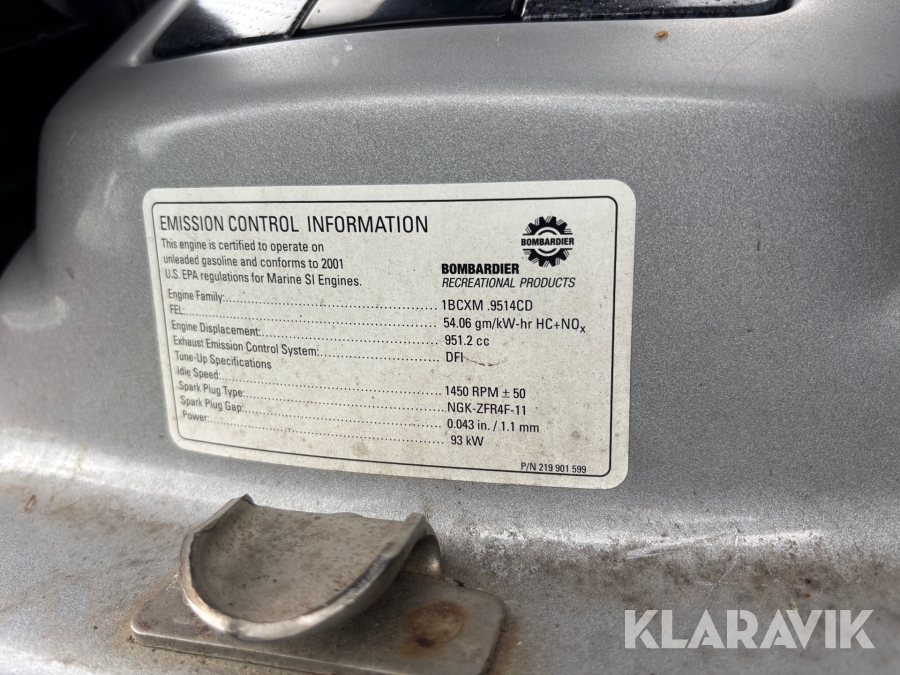 EMISSION CONTROL INFORMATION
This engine is certified to operate on
unleaded gasoline and conforms to 2001
U.S. EPA regulations for Marine SI Engines.
BOMBARDIER
BOMBARDIER
RECREATIONAL PRODUCTS
Engine Family: 1BCXM .9514CD
FEL: 54.06 gm/kW-hr HC+NOx
Engine Displacement: 951.2 cc
Exhaust Emission Control System: DFI
Tune-Up Specifications
Idle Speed: 1450 RPM ± 50
Spark Plug Type: NGK-ZFR4F-11
Spark Plug Gap: 0.043 in. / 1.1 mm
Power: 93 kW
P/N 219 901 599
KLARAVIK